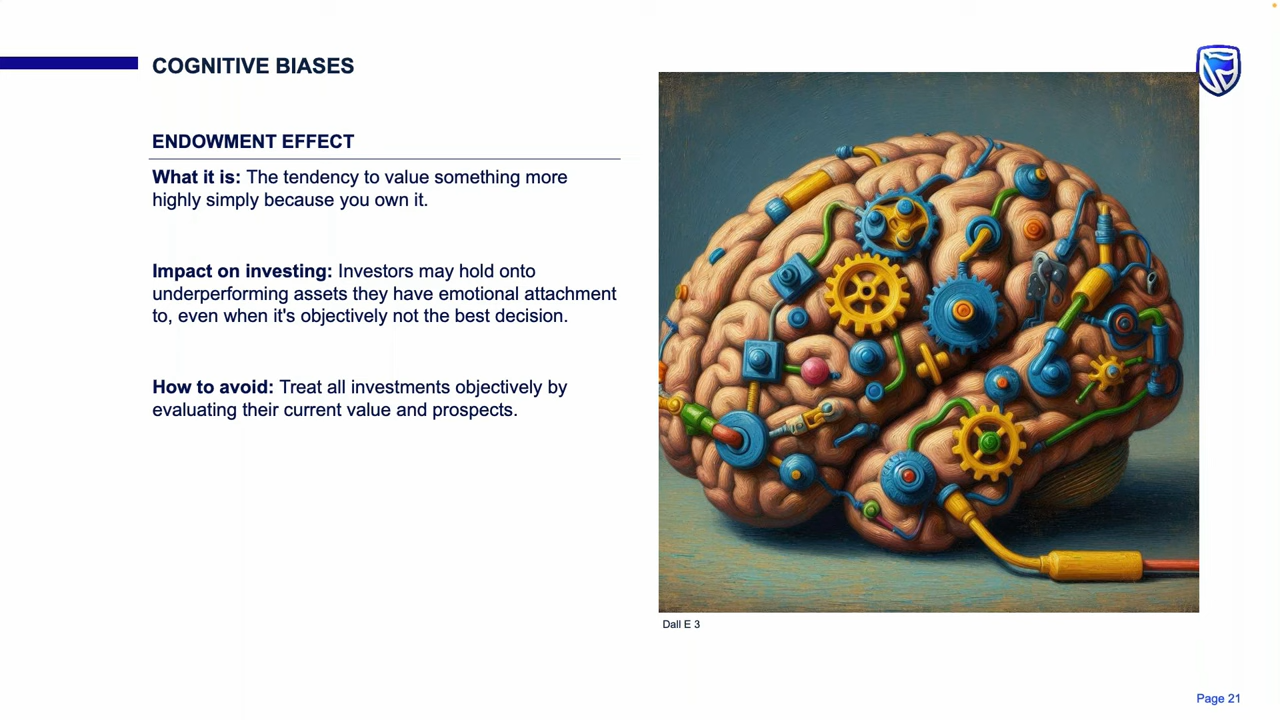 COGNITIVE BIASES
ENDOWMENT EFFECT
What it is: The tendency to value something more
highly simply because you own it.
Impact on investing: Investors may hold onto
underperforming assets they have emotional attachment
to, even when it's objectively not the best decision.
How to avoid: Treat all investments objectively by
evaluating their current value and prospects.
Dall E 3
Page 21